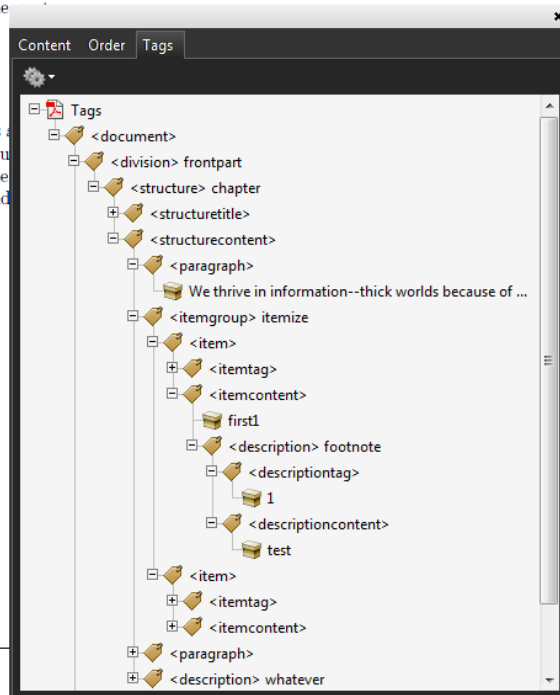 Content Order Tags
Tags
<document>
<division> frontpart
<structure> chapter
<structuretitle>
<structurecontent>
<paragraph>
We thrive in information--thick worlds because of ...
<itemgroup> itemize
<item>
<itemtag>
<itemcontent>
first1
<description> footnote
<descriptiontag>
1
<descriptioncontent>
test
<item>
<itemtag>
<itemcontent>
<paragraph>
<description> whatever